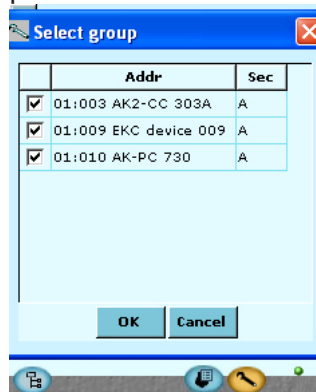 Select group
Addr Sec
01:003 AK2-CC 303A A
01:009 EKC device 009 A
01:010 AK-PC 730 A
OK Cancel